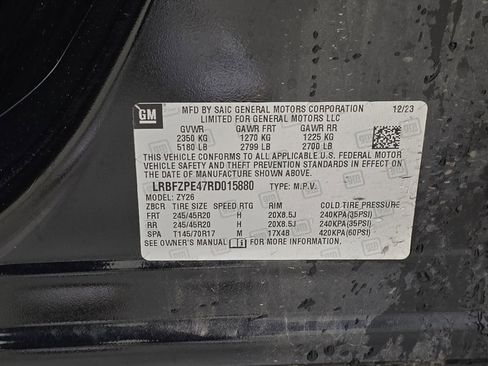 GM
MFD BY SAIC GENERAL MOTORS CORPORATION 12/23
LIMITED FOR GENERAL MOTORS LLC
GVWR GAWR FRT GAWR RR
2350 KG 1270 KG 1225 KG
5180 LB 2799 LB 2700 LB
THIS VEHICLE CONFORMS TO ALL APPLICABLE U.S. FEDERAL MOTOR
VEHICLE SAFETY AND THEFT PREVENTION STANDARDS IN EFFECT ON
THE DATE OF MANUFACTURE SHOWN ABOVE.
LRBFZPE47RD015880 TYPE: M.P.V.
MODEL: ZY26
ZBCR TIRE SIZE SPEED RTG RIM COLD TIRE PRESSURE
FRT 245/45R20 H 20X8.5J 240KPA(35PSI)
RR 245/45R20 H 20X8.5J 240KPA(35PSI)
SPA T145/70R17 M 17X4B 420KPA(60PSI)
SEE OWNER'S MANUAL FOR MORE INFORMATION.